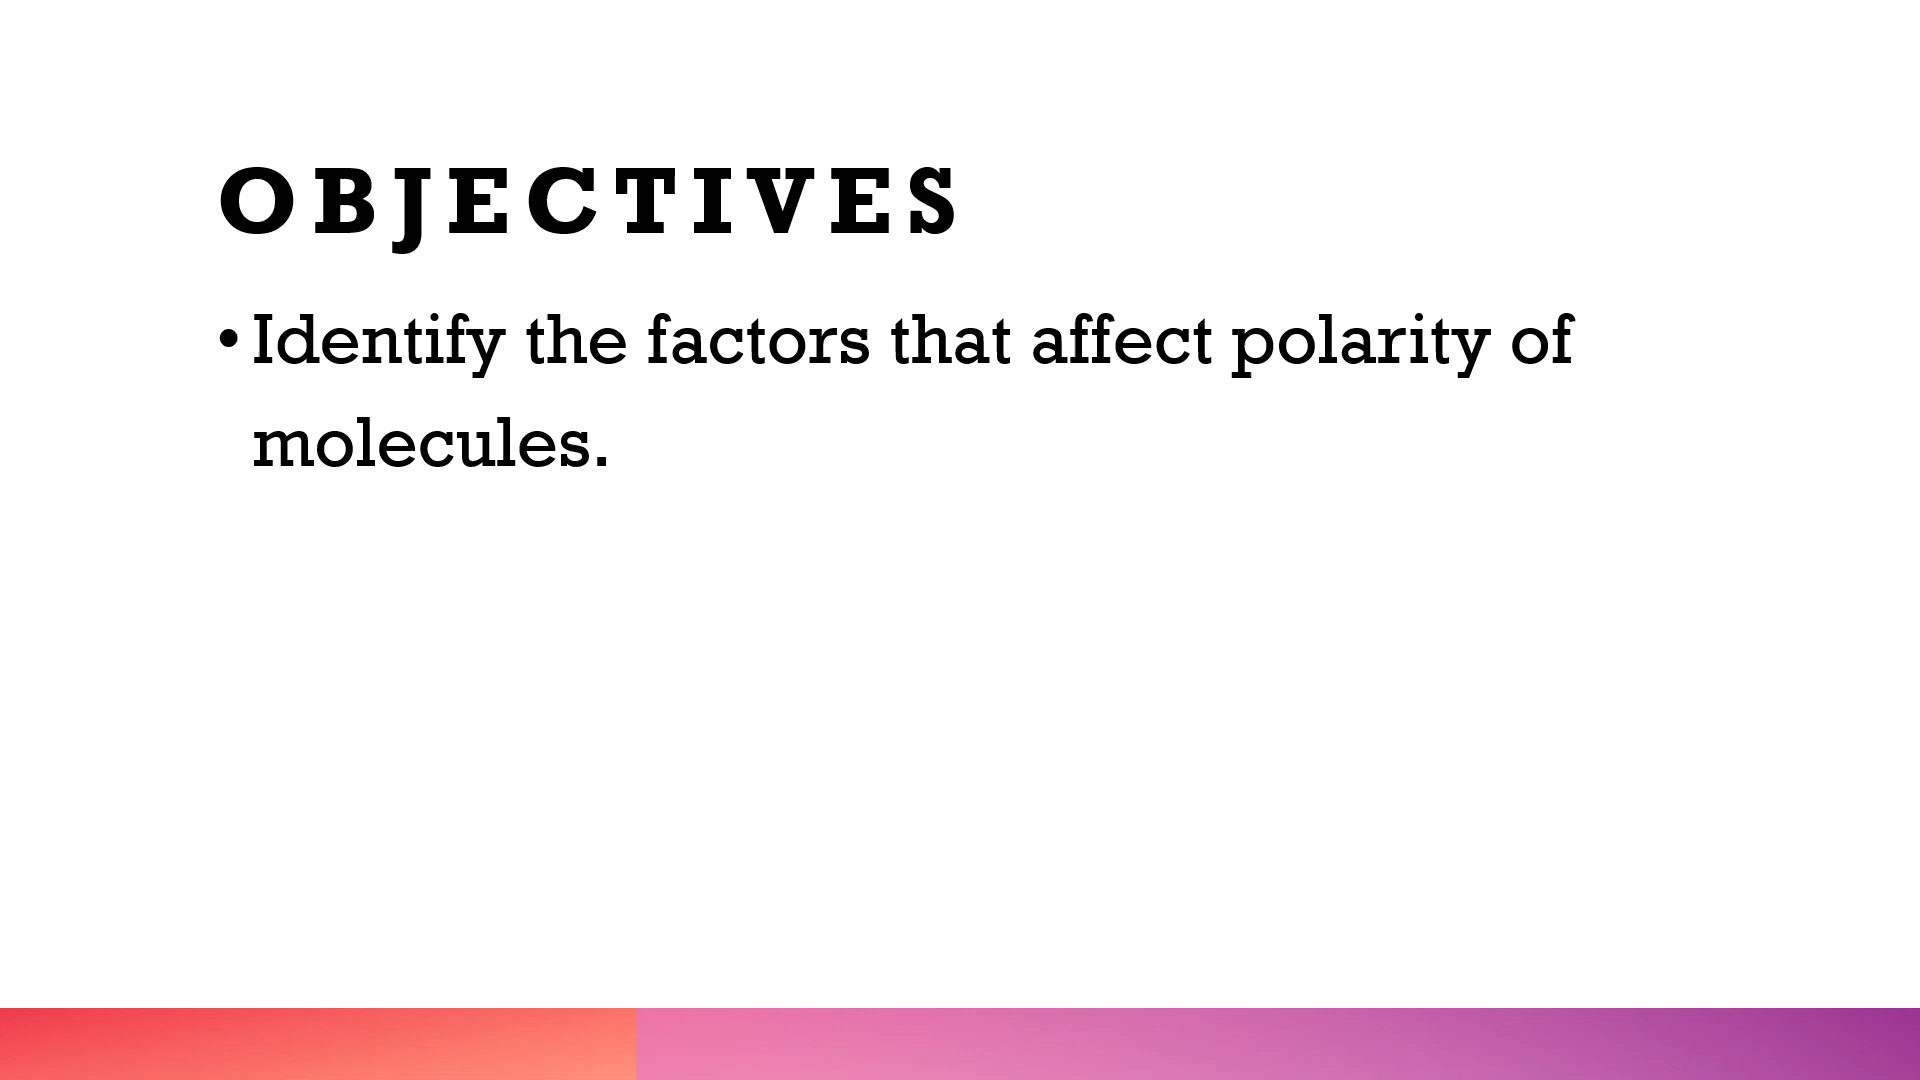 OBJECTIVES
• Identify the factors that affect polarity of
molecules.